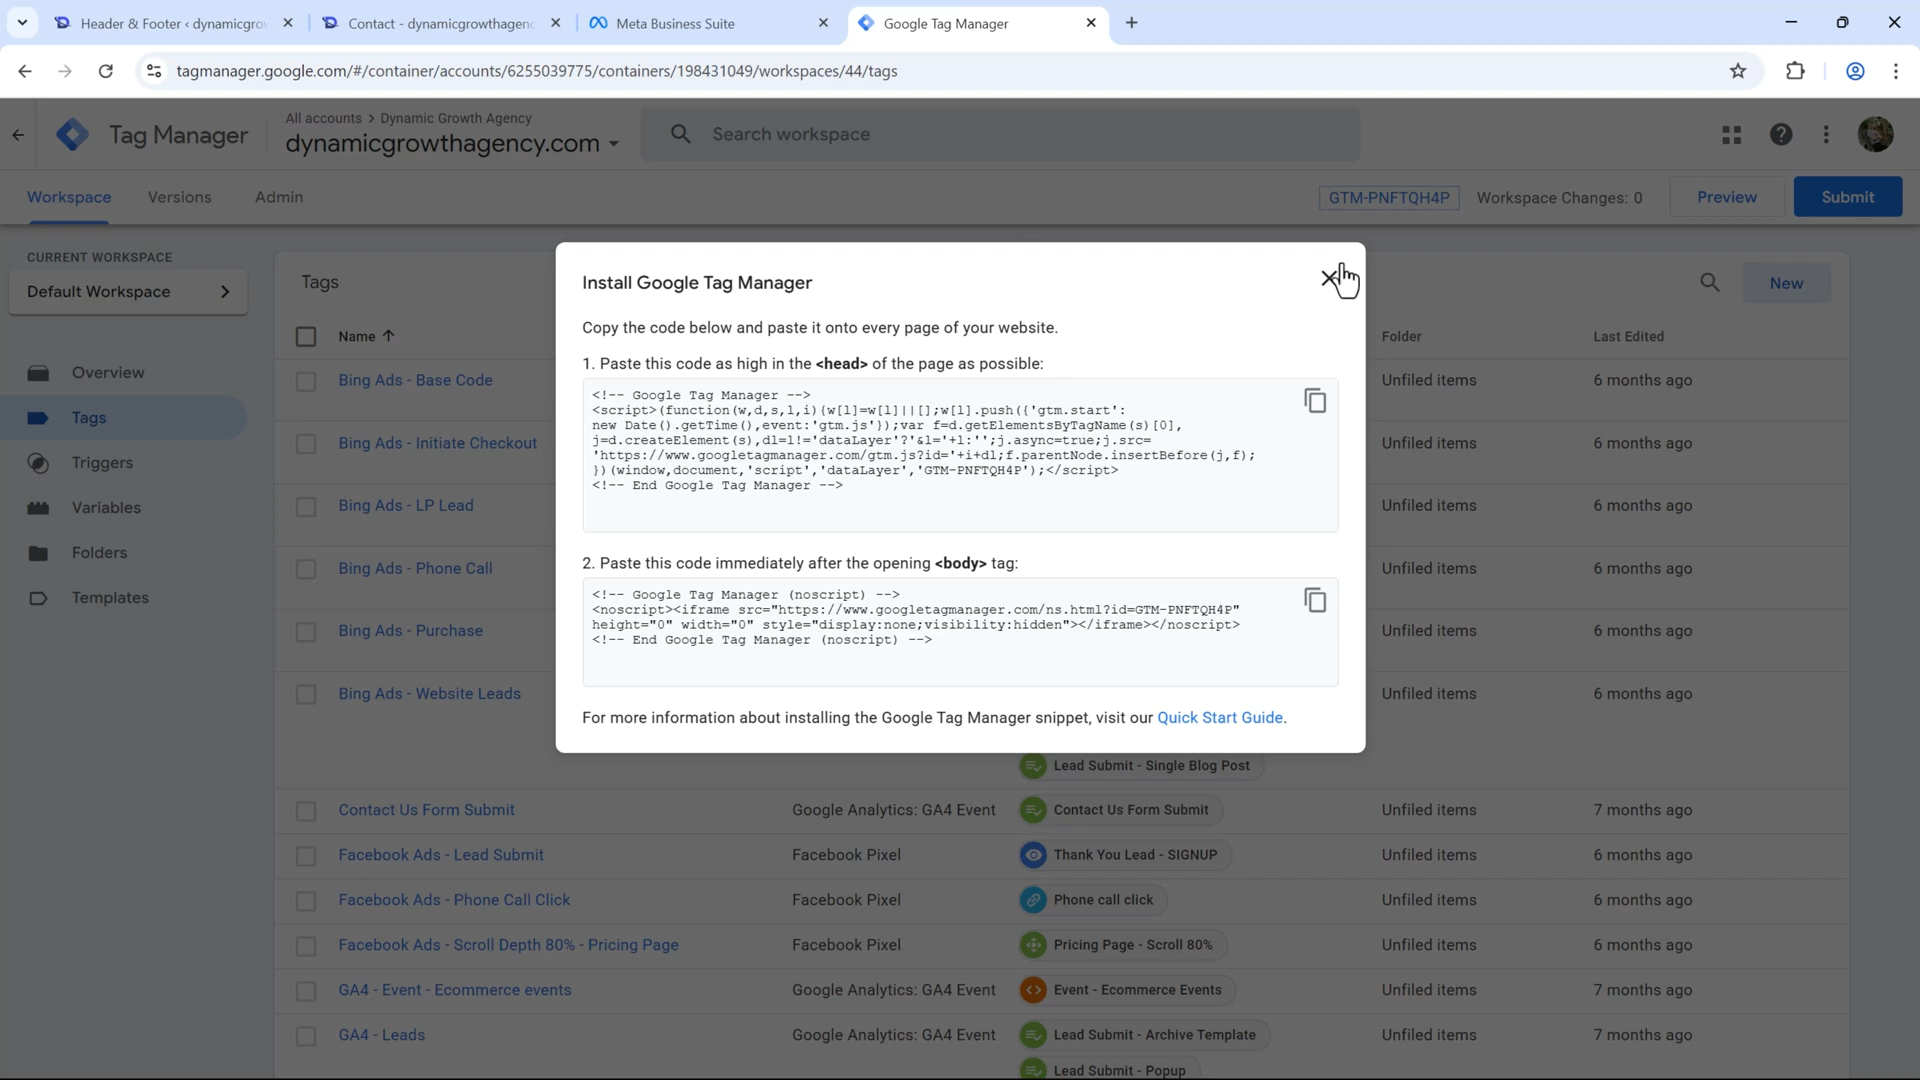 Header & Footer ‹ dynamicgrow
Contact - dynamicgrowthagenc
Meta Business Suite
Google Tag Manager
tagmanager.google.com/#/container/accounts/6255039775/containers/198431049/workspaces/44/tags
Tag Manager
All accounts > Dynamic Growth Agency
dynamicgrowthagency.com
Search workspace
Workspace
Versions
Admin
GTM-PNFTQH4P
Workspace Changes: 0
Preview
Submit
CURRENT WORKSPACE
Default Workspace
Overview
Tags
Triggers
Variables
Folders
Templates
Tags
New
Name
Folder
Last Edited
Bing Ads - Base Code
Unfiled items
6 months ago
Bing Ads - Initiate Checkout
Unfiled items
6 months ago
Bing Ads - LP Lead
Unfiled items
6 months ago
Bing Ads - Phone Call
Unfiled items
6 months ago
Bing Ads - Purchase
Unfiled items
6 months ago
Bing Ads - Website Leads
Unfiled items
6 months ago
Lead Submit - Single Blog Post
Contact Us Form Submit
Google Analytics: GA4 Event
Contact Us Form Submit
Unfiled items
7 months ago
Facebook Ads - Lead Submit
Facebook Pixel
Thank You Lead - SIGNUP
Unfiled items
6 months ago
Facebook Ads - Phone Call Click
Facebook Pixel
Phone call click
Unfiled items
6 months ago
Facebook Ads - Scroll Depth 80% - Pricing Page
Facebook Pixel
Pricing Page - Scroll 80%
Unfiled items
6 months ago
GA4 - Event - Ecommerce events
Google Analytics: GA4 Event
Event - Ecommerce Events
Unfiled items
7 months ago
GA4 - Leads
Google Analytics: GA4 Event
Lead Submit - Archive Template
Unfiled items
7 months ago
Lead Submit - Popup
Install Google Tag Manager
Copy the code below and paste it onto every page of your website.
1. Paste this code as high in the <head> of the page as possible:
<!-- Google Tag Manager -->
<script>(function(w,d,s,l,i){w[l]=w[l]||[];w[l].push({'gtm.start':
new Date().getTime(),event:'gtm.js'});var f=d.getElementsByTagName(s)[0],
j=d.createElement(s),dl=l!='dataLayer'?'&l='+l:'';j.async=true;j.src=
'https://www.googletagmanager.com/gtm.js?id='+i+dl;f.parentNode.insertBefore(j,f);
})(window,document,'script','dataLayer','GTM-PNFTQH4P');</script>
<!-- End Google Tag Manager -->
2. Paste this code immediately after the opening <body> tag:
<!-- Google Tag Manager (noscript) -->
<noscript><iframe src="https://www.googletagmanager.com/ns.html?id=GTM-PNFTQH4P"
height="0" width="0" style="display:none;visibility:hidden"></iframe></noscript>
<!-- End Google Tag Manager (noscript) -->
For more information about installing the Google Tag Manager snippet, visit our Quick Start Guide.